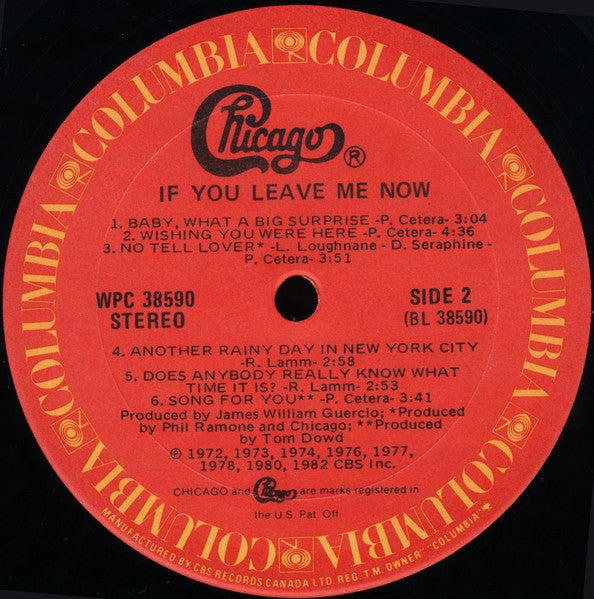 COLUMBIA COLUMBIA COLUMBIA COLUMBIA COLUMBIA COLUMBIA COLUMBIA COLUMBIA
Chicago ®
IF YOU LEAVE ME NOW
1. BABY, WHAT A BIG SURPRISE -P. Cetera- 3:04
2. WISHING YOU WERE HERE -P. Cetera- 4:36
3. NO TELL LOVER* -L. Loughnane - D. Seraphine -
P. Cetera- 3:51
WPC 38590
STEREO
SIDE 2
(BL 38590)
4. ANOTHER RAINY DAY IN NEW YORK CITY
-R. Lamm- 2:58
5. DOES ANYBODY REALLY KNOW WHAT
TIME IT IS? -R. Lamm- 2:53
6. SONG FOR YOU** -P. Cetera- 3:41
Produced by James William Guercio; *Produced
by Phil Ramone and Chicago; **Produced
by Tom Dowd
℗ 1972, 1973, 1974, 1976, 1977,
1978, 1980, 1982 CBS Inc.
CHICAGO and Chicago are marks registered in
the U.S. Pat. Off
MANUFACTURED BY CBS RECORDS CANADA LTD REG. T.M. OWNER "COLUMBIA"